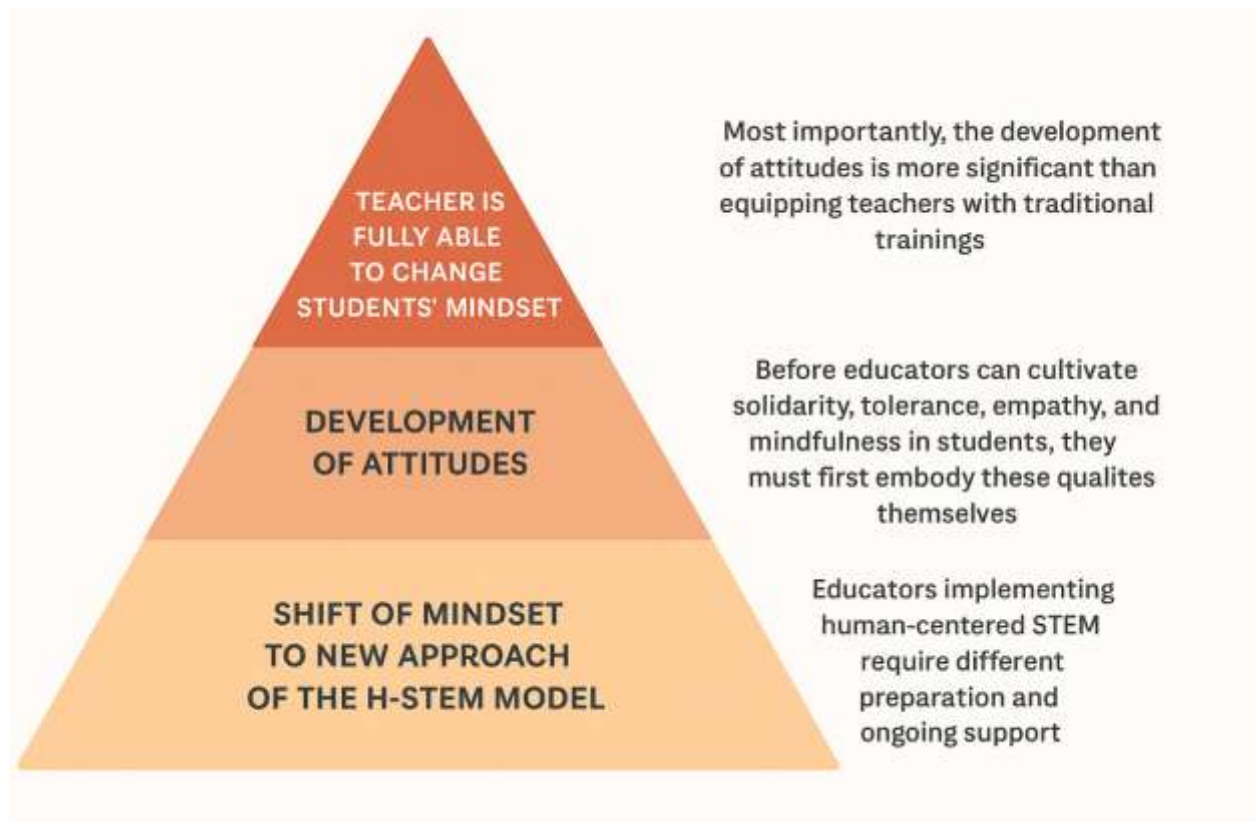 TEACHER IS
FULLY ABLE
TO CHANGE
STUDENTS' MINDSET
Most importantly, the development
of attitudes is more significant than
equipping teachers with traditional
trainings
DEVELOPMENT
OF ATTITUDES
Before educators can cultivate
solidarity, tolerance, empathy, and
mindfulness in students, they
must first embody these qualites
themselves
SHIFT OF MINDSET
TO NEW APPROACH
OF THE H-STEM MODEL
Educators implementing
human-centered STEM
require different
preparation and
ongoing support